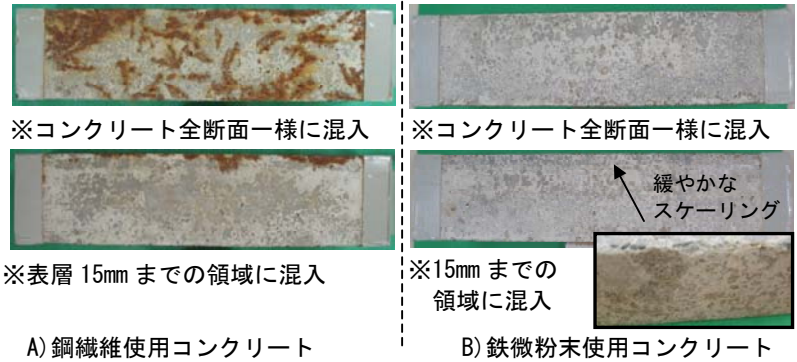 ※コンクリート全断面一様に混入
※コンクリート全断面一様に混入
緩やかな
スケーリング
※表層15mmまでの領域に混入
※15mmまでの
領域に混入
A)鋼繊維使用コンクリート
B)鉄微粉末使用コンクリート